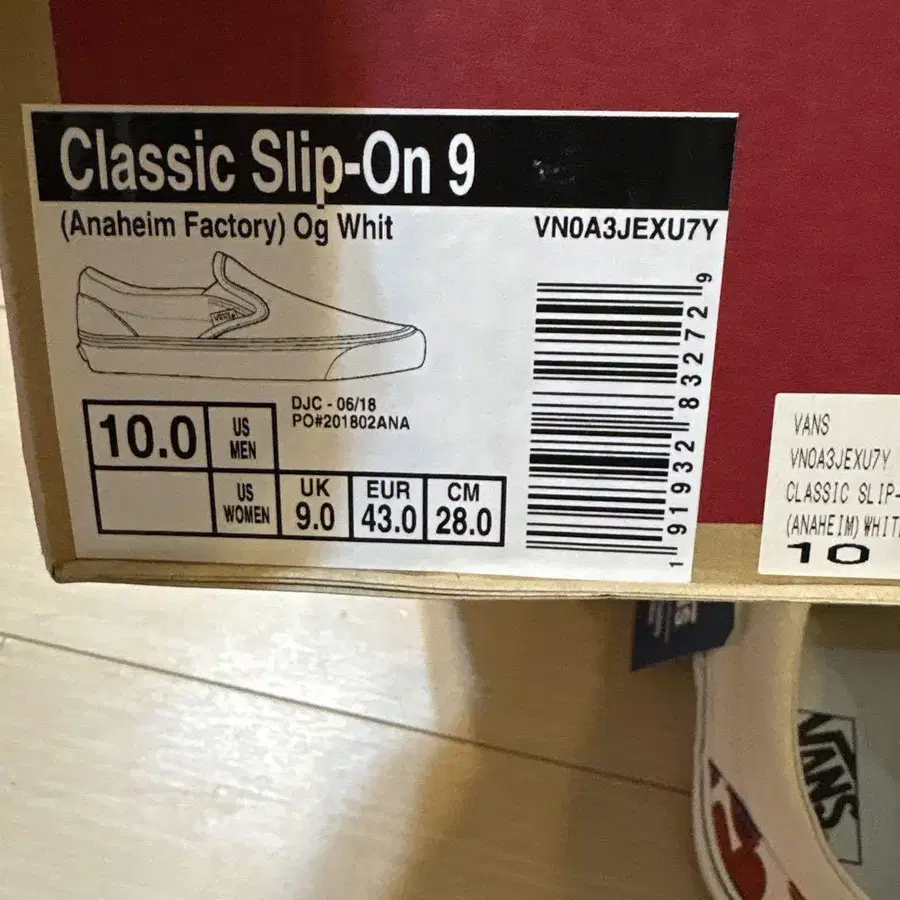 Classic Slip-On 9
(Anaheim Factory) Og Whit
VN0A3JEXU7Y
VANS
DJC - 06/18
PO#201802ANA
10.0
US
MEN
US
WOMEN
UK
9.0
EUR
43.0
CM
28.0
1 91932 83272 9
VANS
VN0A3JEXU7Y
CLASSIC SLIP-
(ANAHEIM) WHIT
10
VANS